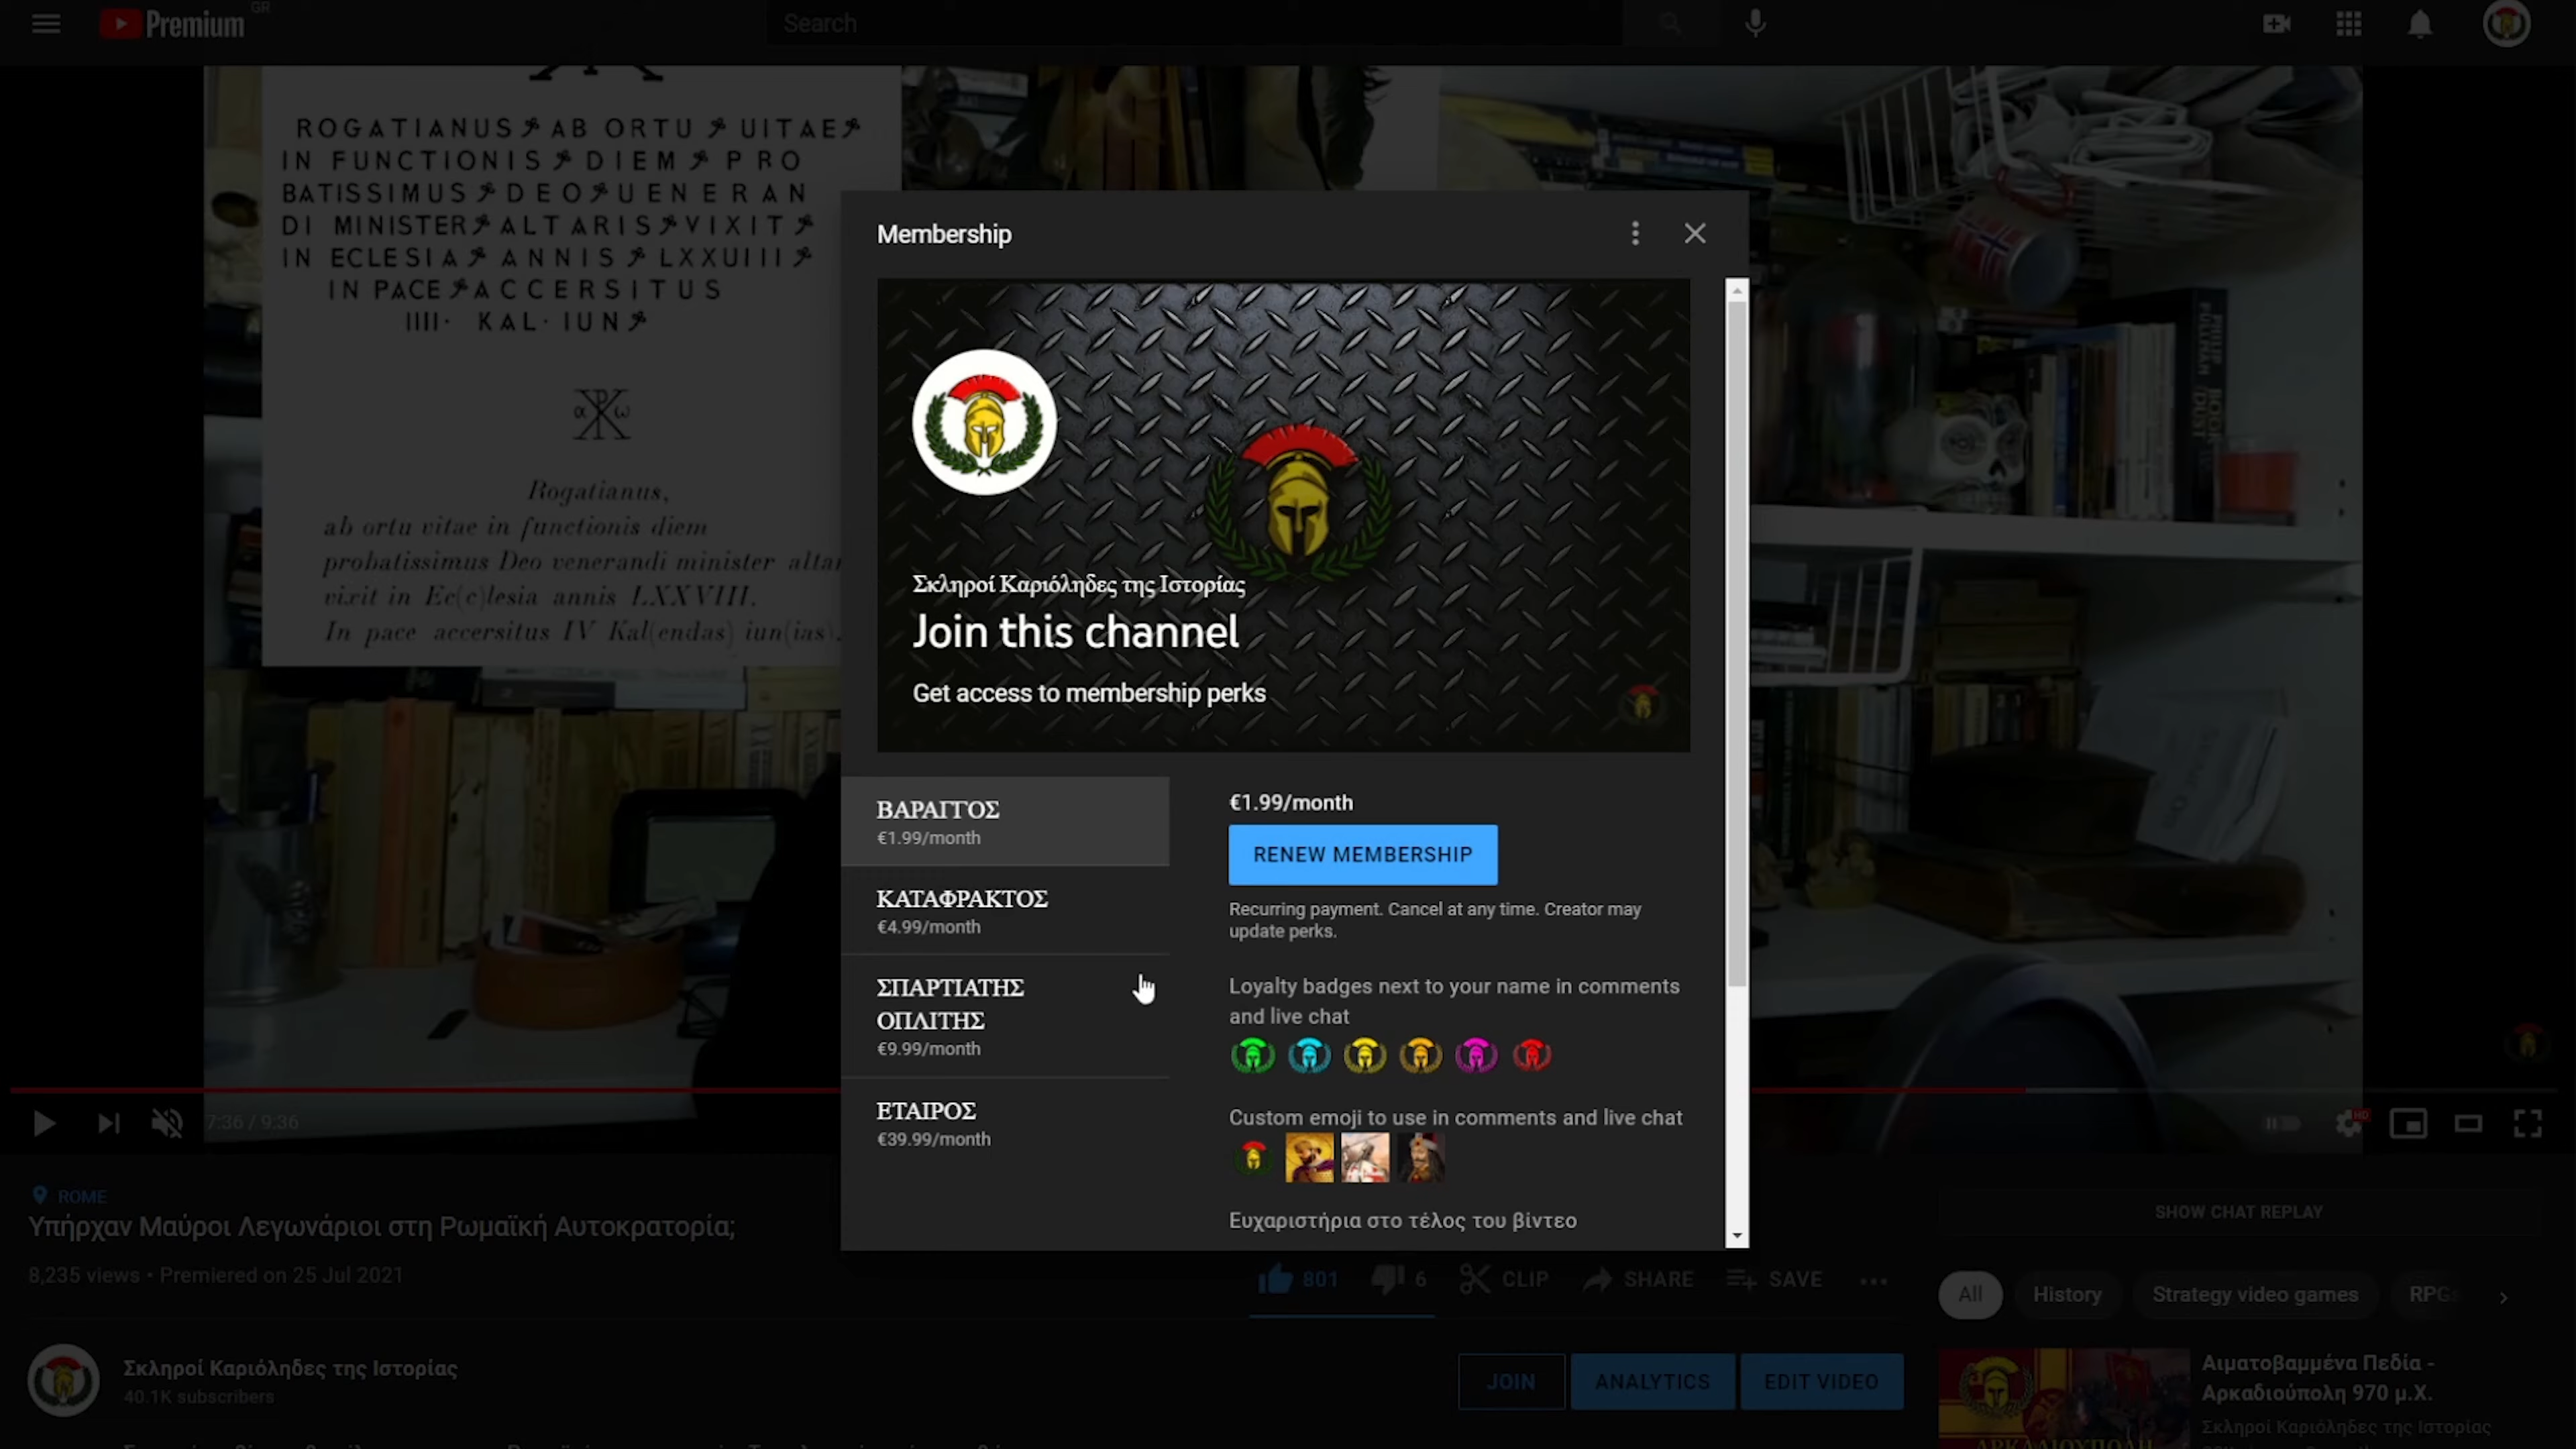 Premium GR
Search
ROGATIANUS AB ORTU UITAE
IN FUNCTIONIS DIEM PRO
BATISSIMUS DEO UENERAN
DI MINISTER ALTARIS VIXIT
IN ECLESIA ANNIS LXXUIII
IN PACE ACCERSITUS
IIII· KAL· IUN
α ω
Rogatianus,
ab ortu vitae in functionis diem
probatissimus Deo venerandi minister altar
vixit in Ec(c)lesia annis LXXVIII.
In pace accersitus IV Kal(endas) iun(ias).
PHILIP
PULLMAN
BOOK
DUST
Membership
Σκληροί Καριόληδες της Ιστορίας
Join this channel
Get access to membership perks
ΒΑΡΑΓΓΟΣ
€1.99/month
ΚΑΤΑΦΡΑΚΤΟΣ
€4.99/month
ΣΠΑΡΤΙΑΤΗΣ
ΟΠΛΙΤΗΣ
€9.99/month
ΕΤΑΙΡΟΣ
€39.99/month
€1.99/month
RENEW MEMBERSHIP
Recurring payment. Cancel at any time. Creator may
update perks.
Loyalty badges next to your name in comments
and live chat
Custom emoji to use in comments and live chat
Ευχαριστήρια στο τέλος του βίντεο
7:36 / 9:36
HD
ROME
Υπήρχαν Μαύροι Λεγωνάριοι στη Ρωμαϊκή Αυτοκρατορία;
8,235 views • Premiered on 25 Jul 2021
801
6
CLIP
SHARE
SAVE
Σκληροί Καριόληδες της Ιστορίας
40.1K subscribers
JOIN
ANALYTICS
EDIT VIDEO
SHOW CHAT REPLAY
All
History
Strategy video games
RPGs
Αιματοβαμμένα Πεδία -
Αρκαδιούπολη 970 μ.Χ.
Σκληροί Καριόληδες της Ιστορίας
ΑΡΚΑΔΙΟΥΠΟΛΗ